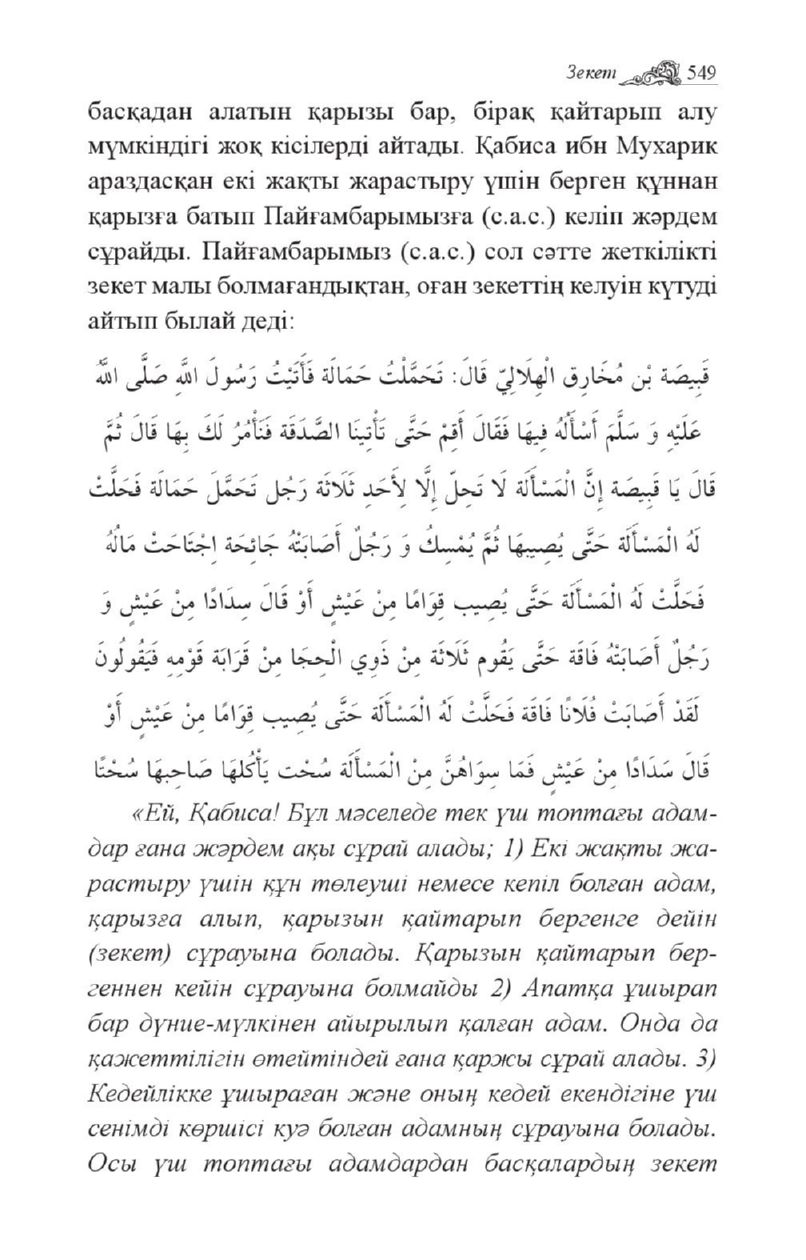 Зекет 549
басқадан алатын қарызы бар, бірақ қайтарып алу
мүмкіндігі жоқ кісілерді айтады. Қабиса ибн Мухарик
араздасқан екі жақты жарастыру үшін берген құннан
қарызға батып Пайғамбарымызға (с.а.с.) келіп жәрдем
сұрайды. Пайғамбарымыз (с.а.с.) сол сәтте жеткілікті
зекет малы болмағандықтан, оған зекеттің келуін күтуді
айтып былай деді:
قَبِيصَة بْن مُخَارِق الْهِلَالِيّ قَالَ: تَحَمَّلْتُ حَمَالَة فَأَتَيْتُ رَسُولَ اللَّهِ صَلَّى اللَّهُ
عَلَيْهِ وَ سَلَّمَ أَسْأَلُهُ فِيهَا فَقَالَ أَقِمْ حَتَّى تَأْتِينَا الصَّدَقَة فَنَأْمُرُ لَكَ بِهَا قَالَ ثُمَّ
قَالَ يَا قَبِيصَة إِنَّ الْمَسْأَلَة لَا تَحِلّ إِلَّا لِأَحَدِ ثَلَاثَة رَجُل تَحَمَّلَ حَمَالَة فَحَلَّتْ
لَهُ الْمَسْأَلَة حَتَّى يُصِيبهَا ثُمَّ يُمْسِكُ وَ رَجُلٌ أَصَابَتْهُ جَائِحَة اِجْتَاحَتْ مَالُهُ
فَحَلَّتْ لَهُ الْمَسْأَلَة حَتَّى يُصِيب قِوَامًا مِنْ عَيْشٍ أَوْ قَالَ سِدَادًا مِنْ عَيْشٍ وَ
رَجُلٌ أَصَابَتْهُ فَاقَة حَتَّى يَقُوم ثَلَاثَة مِنْ ذَوِي الْحِجَا مِنْ قَرَابَة قَوْمِهِ فَيَقُولُونَ
لَقَدْ أَصَابَتْ فُلَانًا فَاقَة فَحَلَّتْ لَهُ الْمَسْأَلَة حَتَّى يُصِيب قِوَامًا مِنْ عَيْشٍ أَوْ
قَالَ سَدَادًا مِنْ عَيْشٍ فَمَا سِوَاهُنَّ مِنْ الْمَسْأَلَة سُحْت يَأْكُلهَا صَاحِبهَا سُحْتًا
«Ей, Қабиса! Бұл мәселеде тек үш топтағы адам-
дар ғана жәрдем ақы сұрай алады; 1) Екі жақты жа-
растыру үшін құн төлеуші немесе кепіл болған адам,
қарызға алып, қарызын қайтарып бергенге дейін
(зекет) сұрауына болады. Қарызын қайтарып бер-
геннен кейін сұрауына болмайды 2) Апатқа ұшырап
бар дүние-мүлкінен айырылып қалған адам. Онда да
қажеттілігін өтейтіндей ғана қаржы сұрай алады. 3)
Кедейлікке ұшыраған және оның кедей екендігіне үш
сенімді көршісі куә болған адамның сұрауына болады.
Осы үш топтағы адамдардан басқалардың зекет